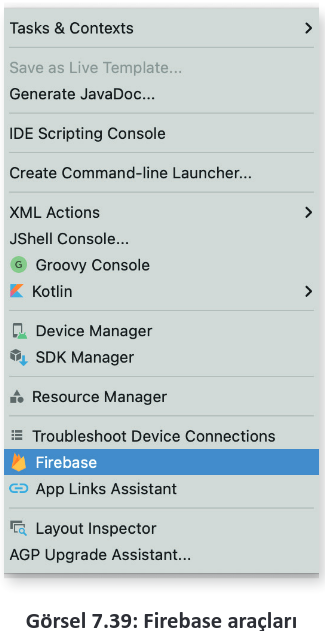 Tasks & Contexts
Save as Live Template...
Generate JavaDoc...
IDE Scripting Console
Create Command-line Launcher...
XML Actions
JShell Console...
G Groovy Console
Kotlin
Device Manager
SDK Manager
Resource Manager
Troubleshoot Device Connections
Firebase
App Links Assistant
Layout Inspector
AGP Upgrade Assistant...
Görsel 7.39: Firebase araçları